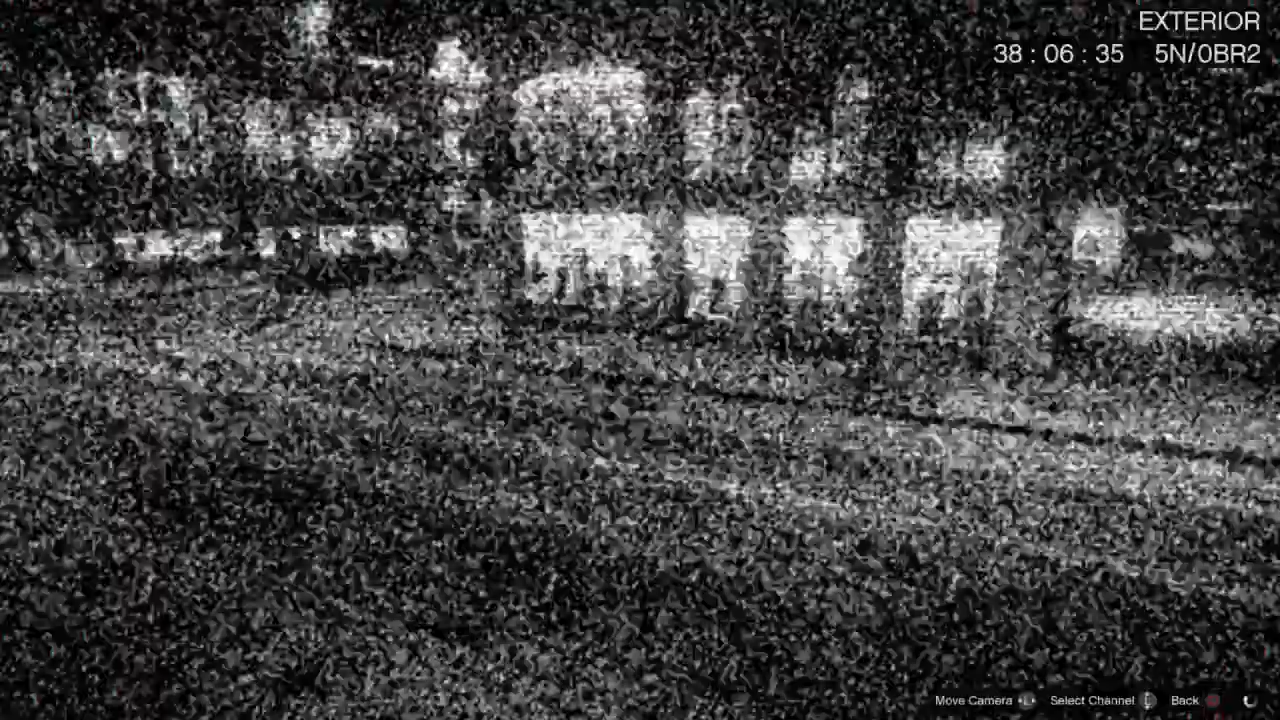 EXTERIOR
38 : 06 : 35 5N/0BR2
Move Camera L Select Channel L Back